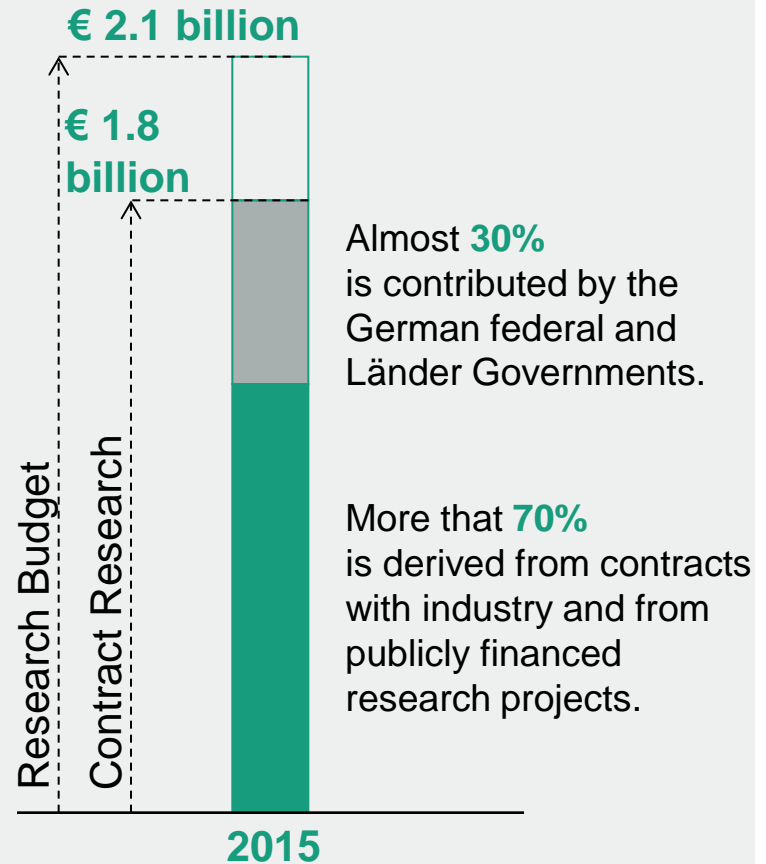 € 2.1 billion
€ 1.8
billion
Almost 30%
is contributed by the
German federal and
Länder Governments.
More that 70%
is derived from contracts
with industry and from
publicly financed
research projects.
Research Budget
Contract Research
2015